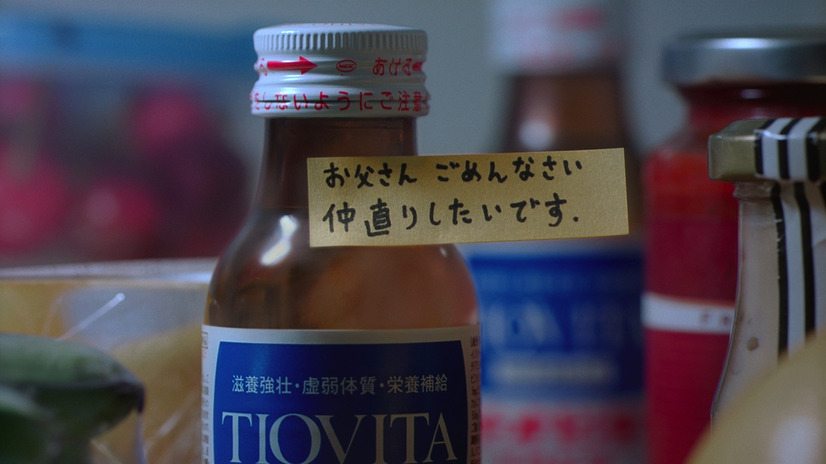 あけ口
しないようにご注意
お父さん ごめんなさい
仲直りしたいです.
滋養強壮・虚弱体質・栄養補給
TIOVITA